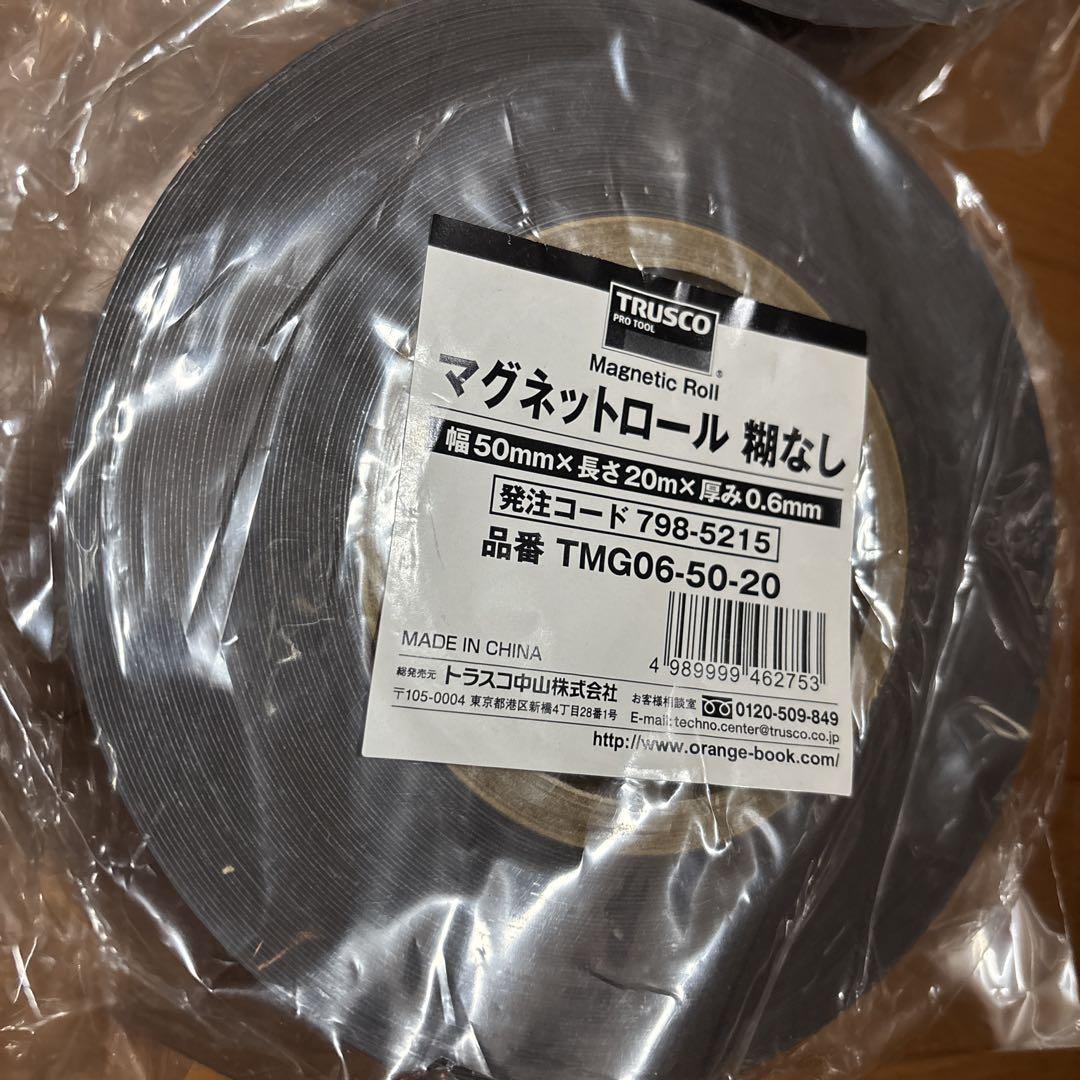 TRUSCO
PRO TOOL
®
Magnetic Roll
マグネットロール 糊なし
幅50mm×長さ20m×厚み0.6mm
発注コード 798-5215
品番 TMG06-50-20
MADE IN CHINA
4 989999 462753
総発売元 トラスコ中山株式会社
〒105-0004 東京都港区新橋4丁目28番1号
お客様相談室 0120-509-849
E-mail:techno.center@trusco.co.jp
http://www.orange-book.com/